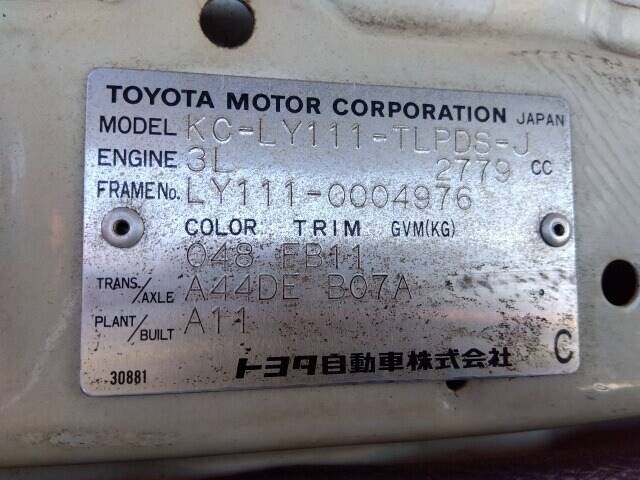 TOYOTA MOTOR CORPORATION JAPAN
MODEL KC-LY111-TLPDS-J
ENGINE 3L 2779 CC
FRAME No. LY111-0004976
COLOR TRIM GVM(KG)
048 FB11
TRANS./AXLE A44DE B07A
PLANT/BUILT A11
トヨタ自動車株式会社 C
30881